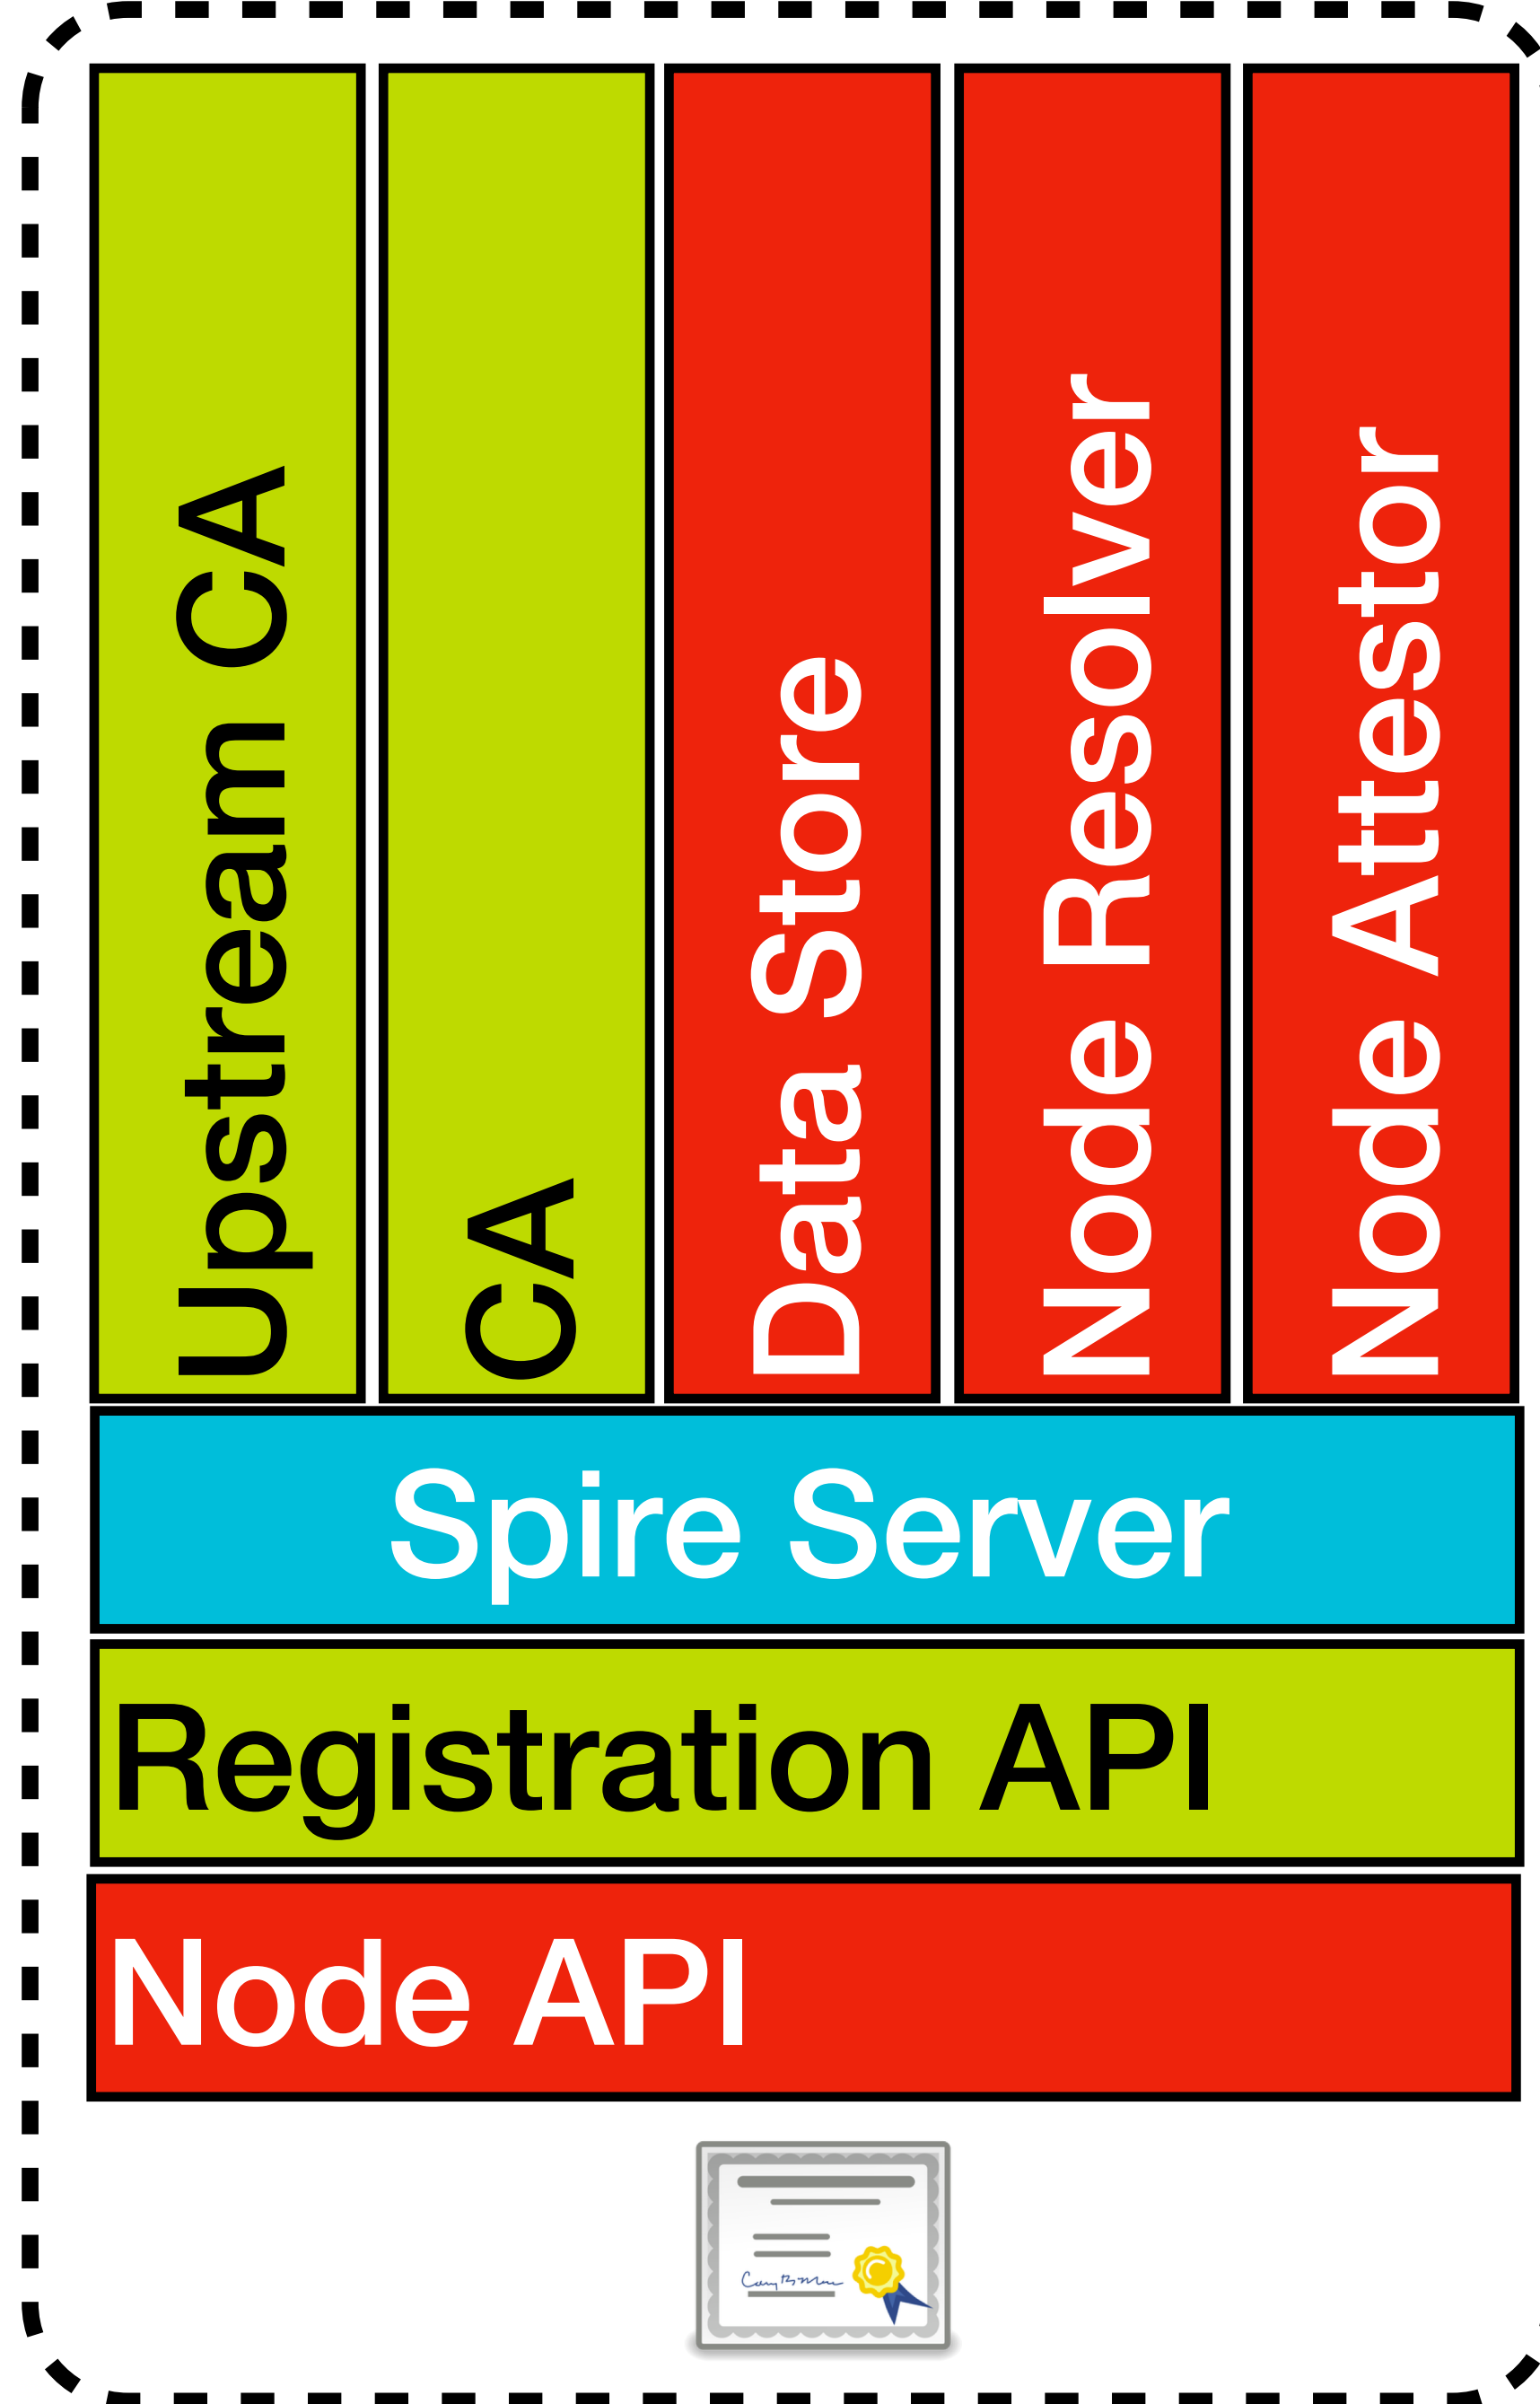 Upstream CA
CA
Data Store
Node Resolver
Node Attestor
Spire Server
Registration API
Node API